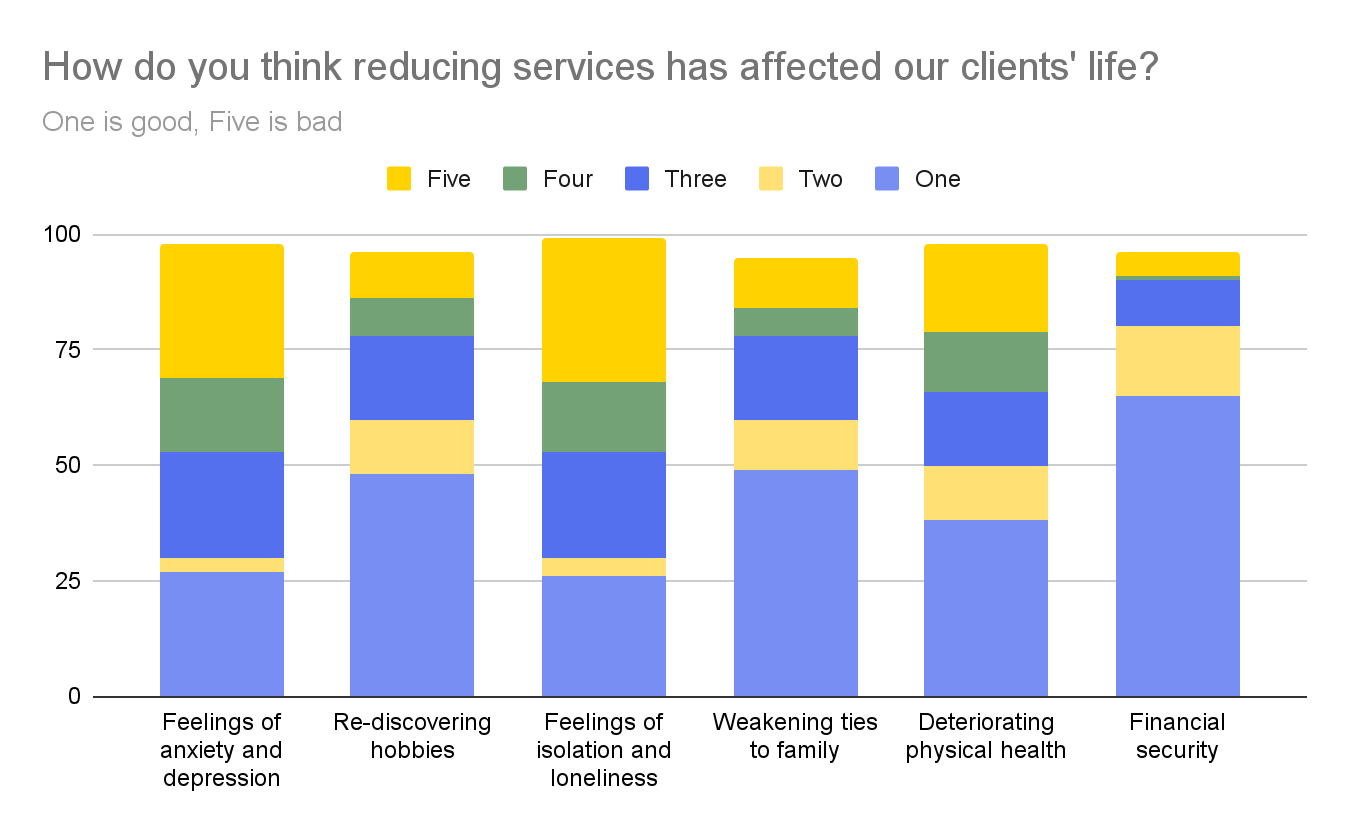 How do you think reducing services has affected our clients' life?
One is good, Five is bad
Five Four Three Two One
100
75
50
25
0
Feelings of anxiety and depression
Re-discovering hobbies
Feelings of isolation and loneliness
Weakening ties to family
Deteriorating physical health
Financial security